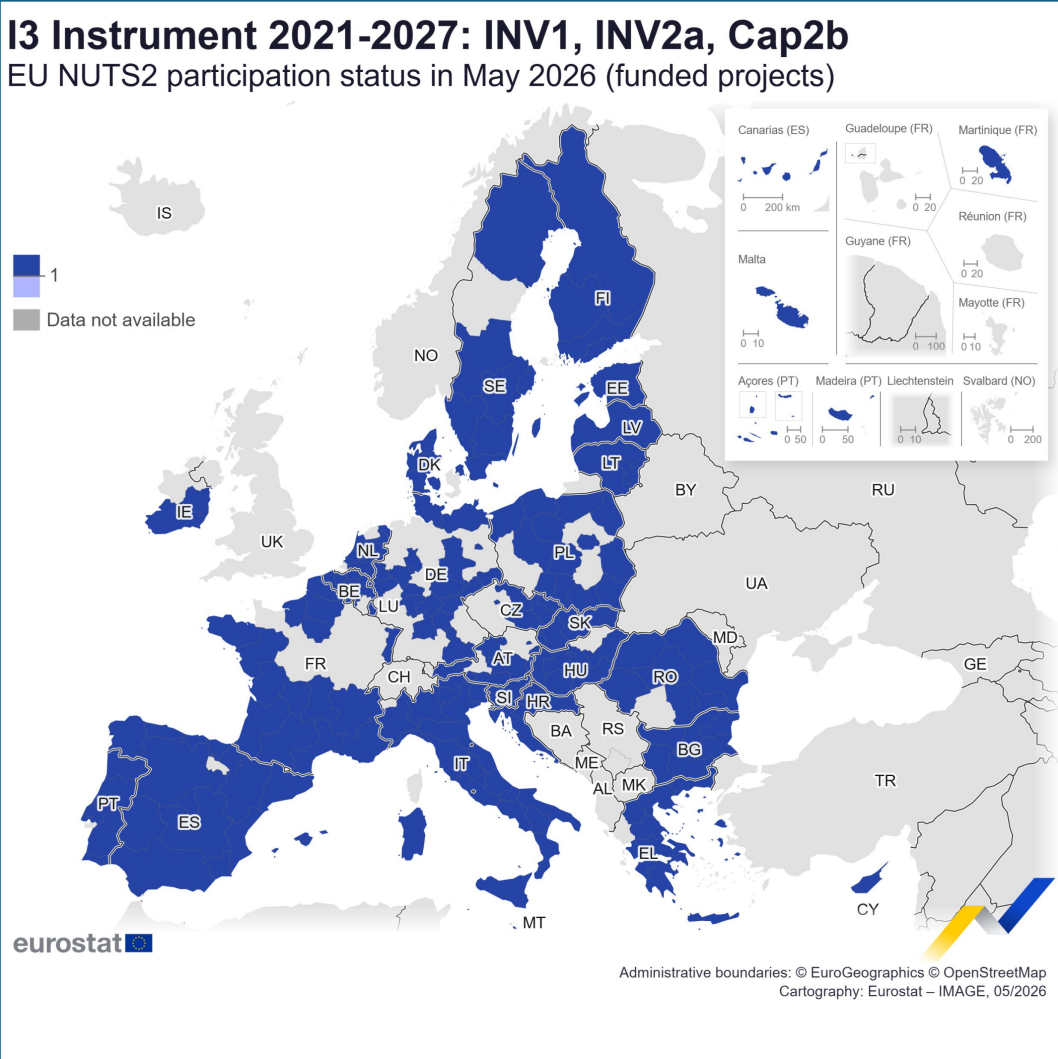 I3 Instrument 2021-2027: INV1, INV2a, Cap2b
EU NUTS2 participation status in May 2026 (funded projects)
1
Data not available
IS
NO
FI
SE
EE
LV
LT
DK
IE
UK
NL
BE
LU
DE
PL
BY
RU
UA
CZ
SK
MD
FR
CH
AT
HU
RO
SI
HR
BA
RS
BG
GE
IT
ME
AL
MK
TR
PT
ES
EL
MT
CY
Canarias (ES)
0 200 km
Guadeloupe (FR)
0 20
Martinique (FR)
0 20
Malta
0 10
Guyane (FR)
0 100
Réunion (FR)
0 20
Mayotte (FR)
0 10
Açores (PT)
0 50
Madeira (PT)
0 50
Liechtenstein
0 10
Svalbard (NO)
0 200
eurostat
Administrative boundaries: © EuroGeographics © OpenStreetMap
Cartography: Eurostat – IMAGE, 05/2026